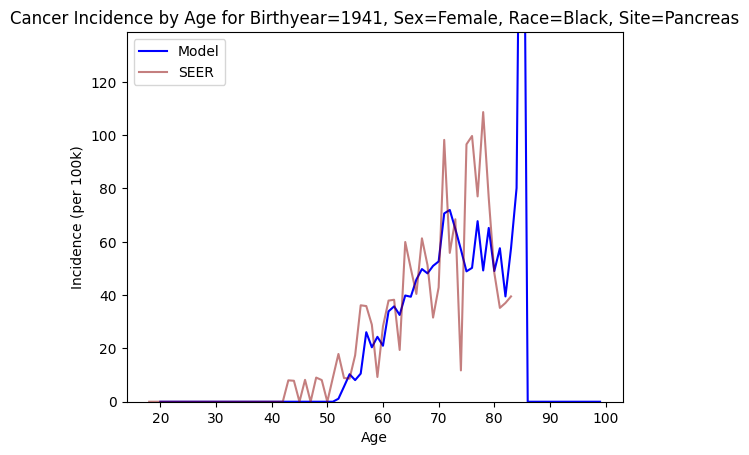 Cancer Incidence by Age for Birthyear=1941, Sex=Female, Race=Black, Site=Pancreas
Model
SEER
Incidence (per 100k)
120
100
80
60
40
20
0
20 30 40 50 60 70 80 90 100
Age